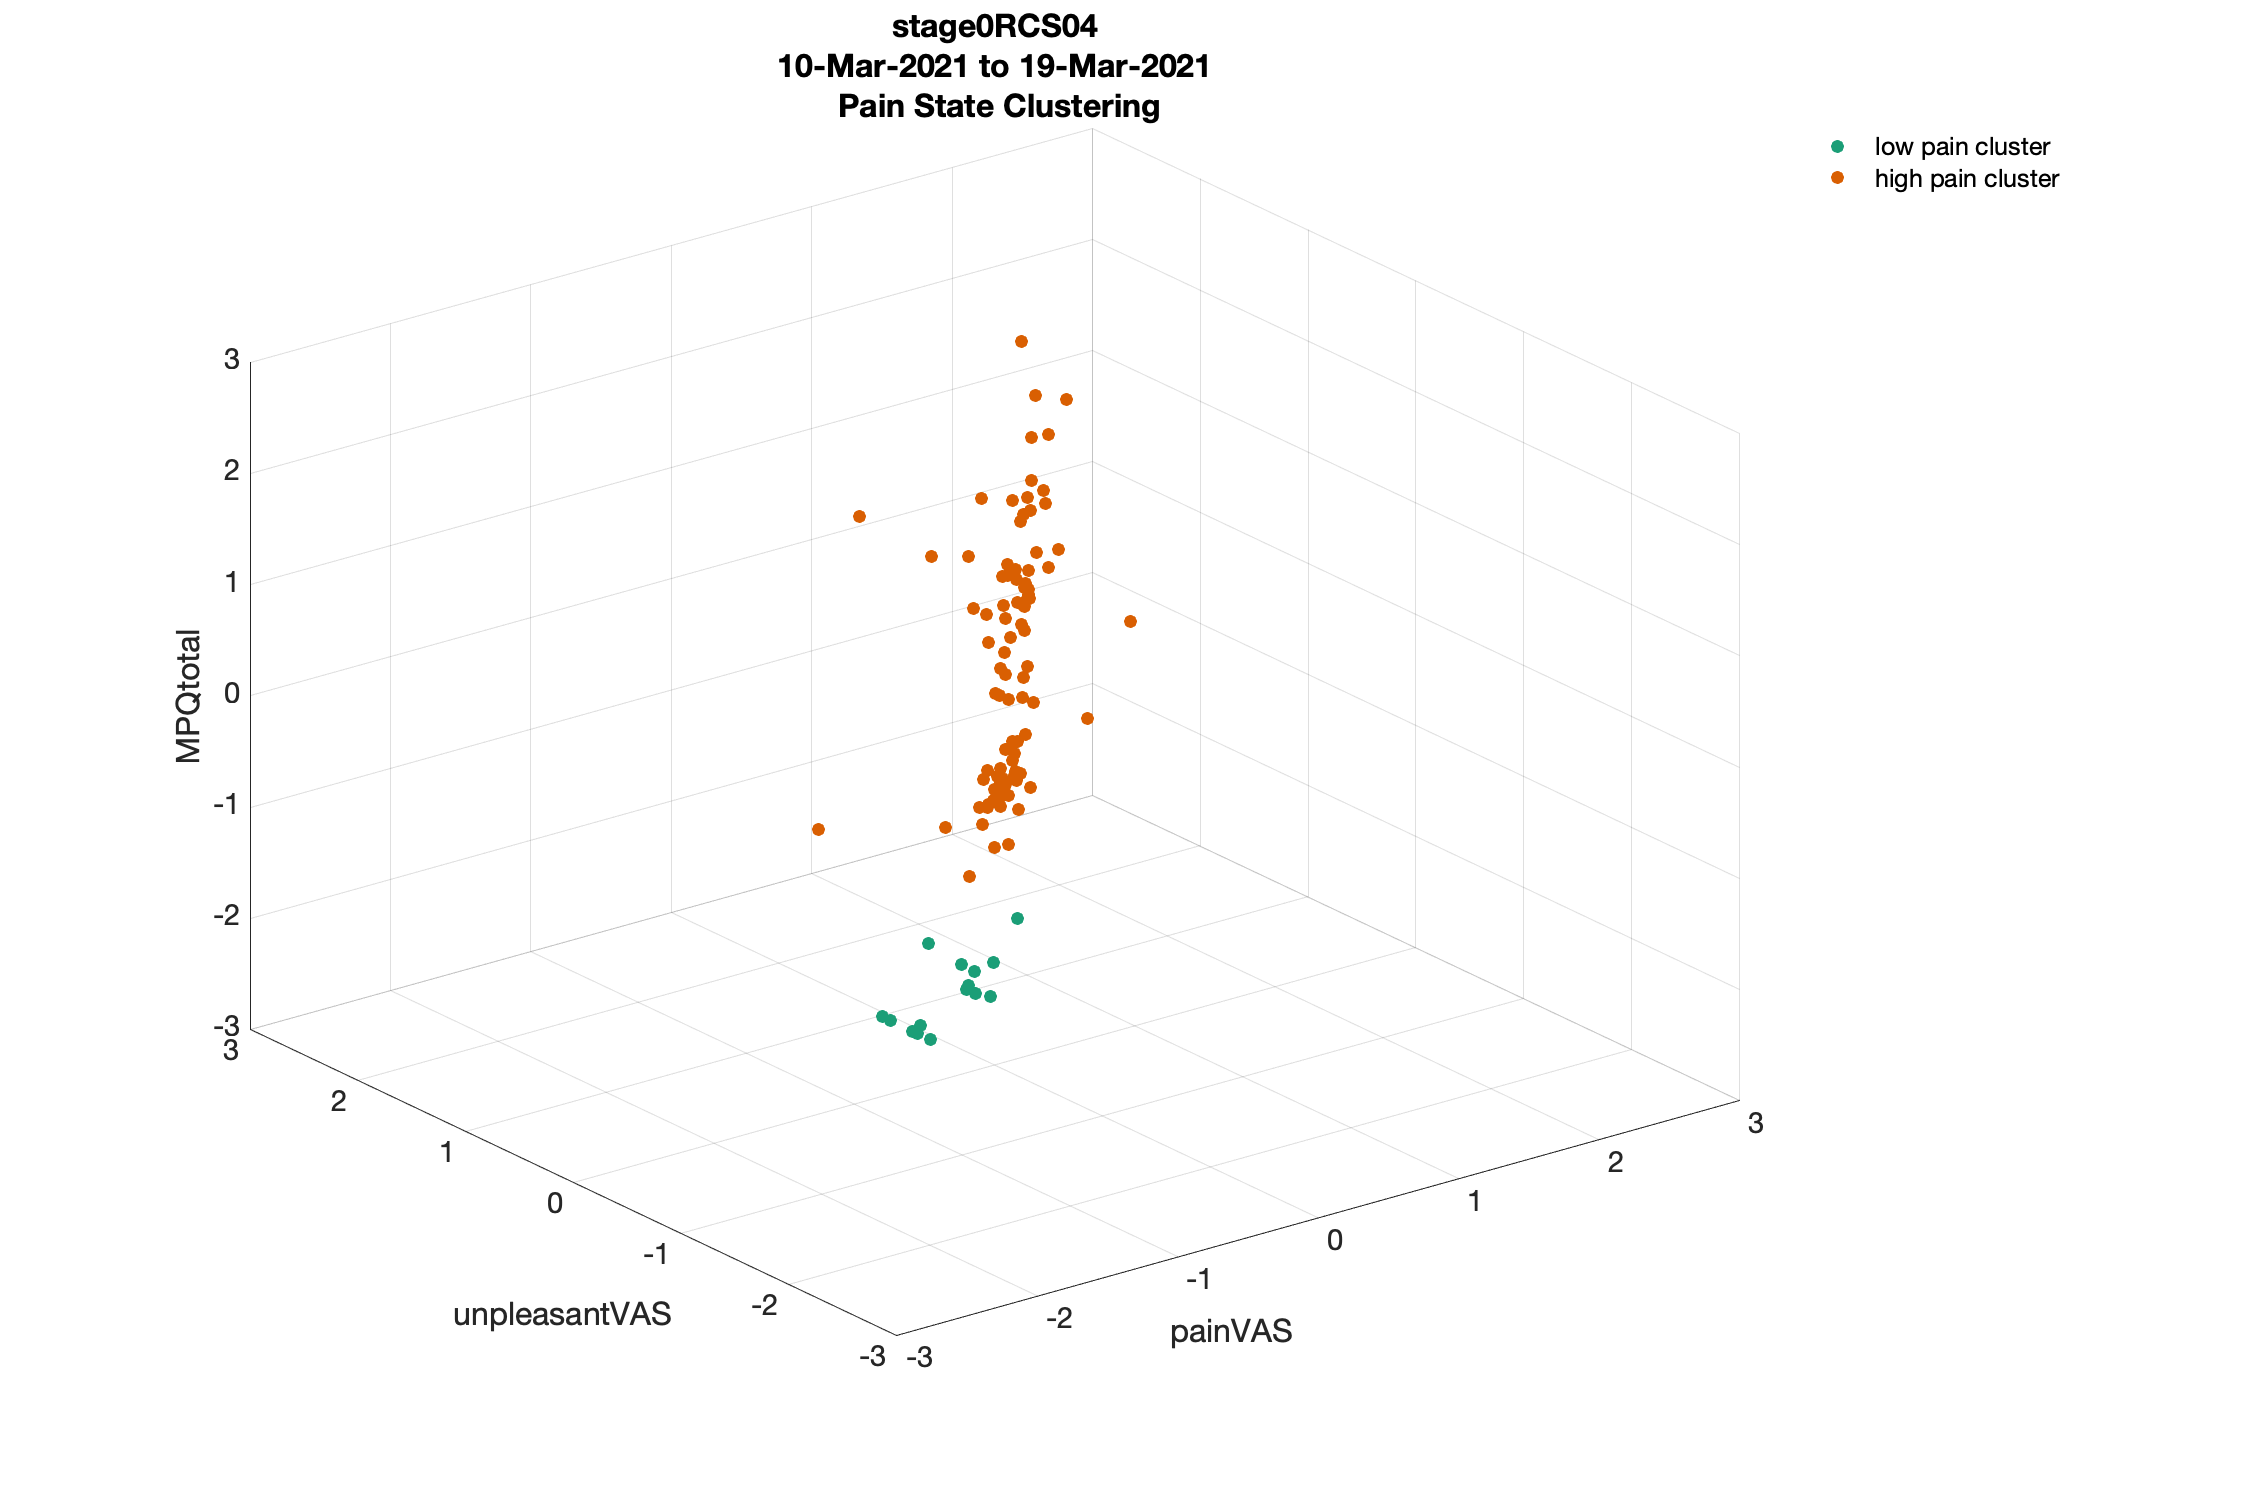 stage0RCS04
10-Mar-2021 to 19-Mar-2021
Pain State Clustering
low pain cluster
high pain cluster
MPQtotal
3
2
1
0
-1
-2
-3
3
2
1
0
-1
-2
-3
unpleasantVAS
-3
-2
-1
0
1
2
3
painVAS